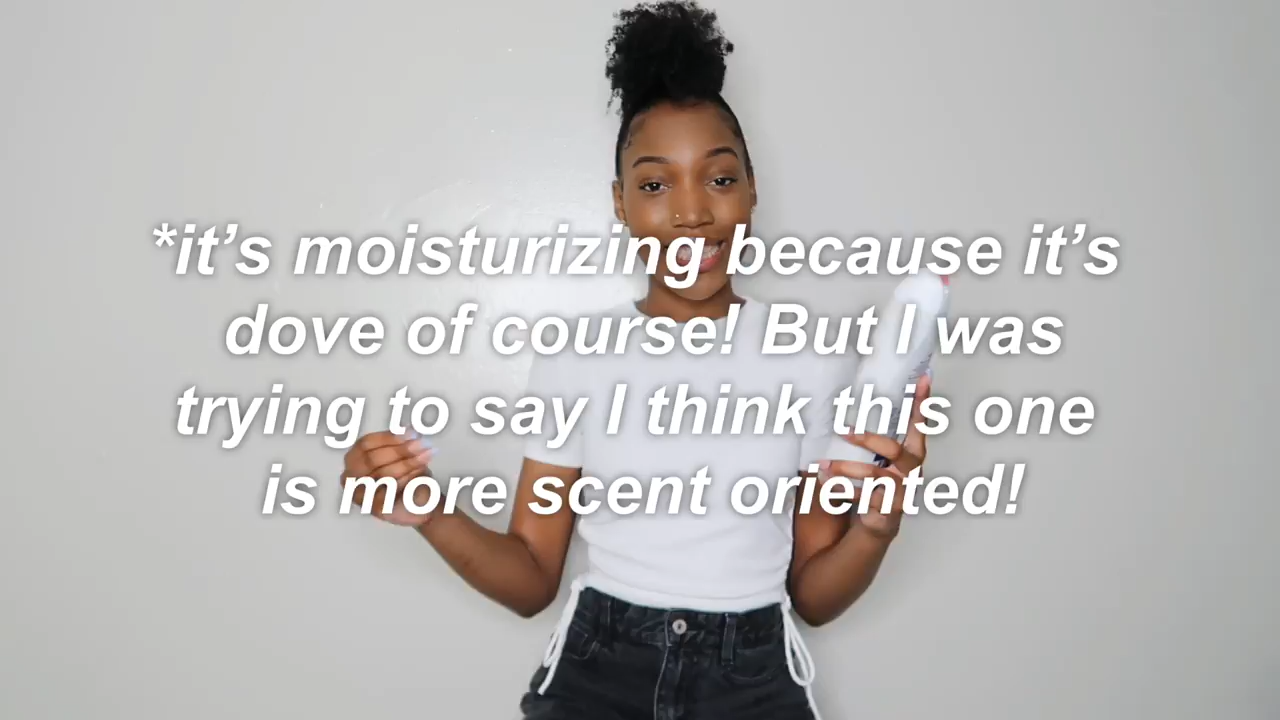 *it’s moisturizing because it’s
dove of course! But I was
trying to say I think this one
is more scent oriented!